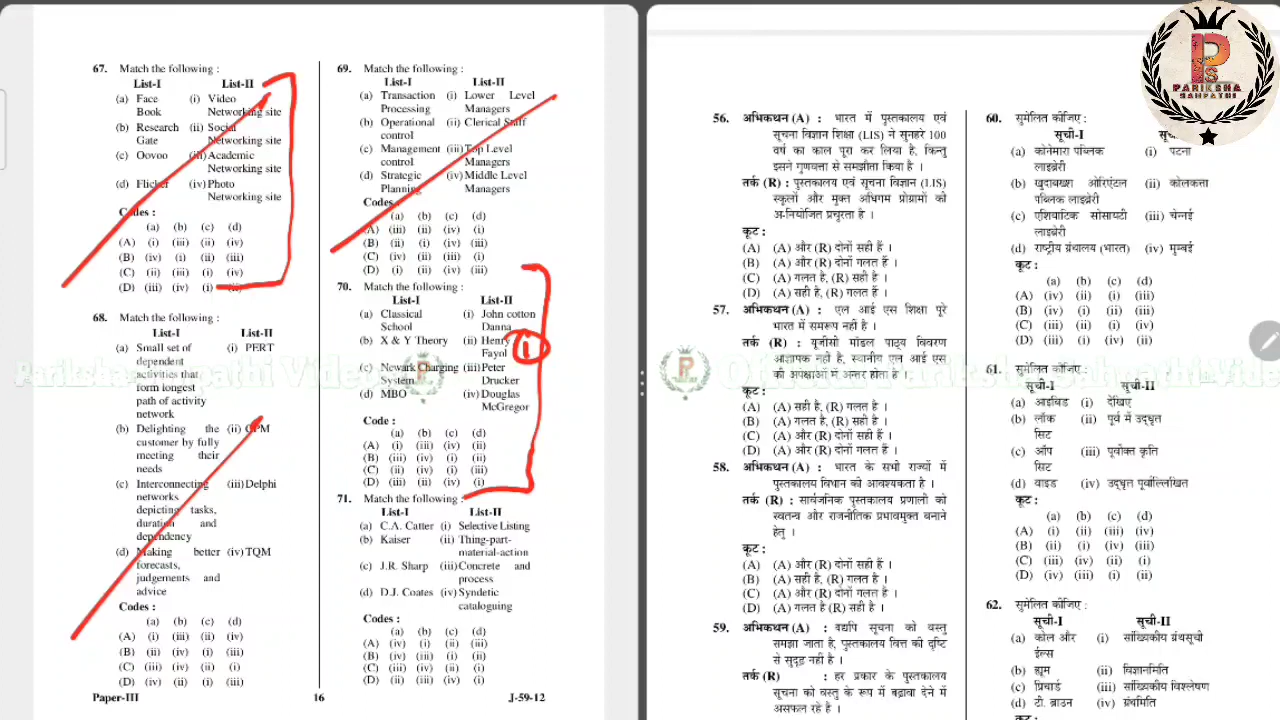 67. Match the following :
List-I List-II
(a) Face Book (i) Video Networking site
(b) Research Gate (ii) Social Networking site
(c) Oovoo (iii) Academic Networking site
(d) Flicker (iv) Photo Networking site
Codes :
(a) (b) (c) (d)
(A) (i) (iii) (ii) (iv)
(B) (iv) (i) (ii) (iii)
(C) (ii) (iii) (i) (iv)
(D) (iii) (iv) (i) (ii)
68. Match the following :
List-I List-II
(a) Small set of (i) PERT
dependent
activities that
form longest
path of activity
network
(b) Delighting the (ii) CPM
customer by fully
meeting their
needs
(c) Interconnecting (iii) Delphi
networks
depicting tasks,
duration and
dependency
(d) Making better (iv) TQM
forecasts,
judgements and
advice
Codes :
(a) (b) (c) (d)
(A) (i) (iii) (ii) (iv)
(B) (ii) (iv) (i) (iii)
(C) (iii) (iv) (ii) (i)
(D) (iv) (ii) (i) (iii)
Paper-III
69. Match the following :
List-I List-II
(a) Transaction (i) Lower Level
Processing Managers
(b) Operational (ii) Clerical Staff
control
(c) Management (iii) Top Level
control Managers
(d) Strategic (iv) Middle Level
Planning Managers
Codes :
(a) (b) (c) (d)
(A) (iii) (ii) (iv) (i)
(B) (ii) (i) (iv) (iii)
(C) (iv) (ii) (iii) (i)
(D) (i) (ii) (iv) (iii)
70. Match the following :
List-I List-II
(a) Classical (i) John cotton
School Danna
(b) X & Y Theory (ii) Henry
Fayol
(c) Newark Charging (iii) Peter
System Drucker
(d) MBO (iv) Douglas
McGregor
1
Code :
(a) (b) (c) (d)
(A) (i) (iii) (iv) (ii)
(B) (iii) (iv) (i) (ii)
(C) (ii) (iv) (i) (iii)
(D) (iii) (ii) (iv) (i)
71. Match the following :
List-I List-II
(a) C.A. Catter (i) Selective Listing
(b) Kaiser (ii) Thing-part-
material-action
(c) J.R. Sharp (iii) Concrete and
process
(d) D.J. Coates (iv) Syndetic
cataloguing
Codes :
(a) (b) (c) (d)
(A) (iv) (i) (ii) (iii)
(B) (iv) (iii) (i) (ii)
(C) (iii) (iv) (ii) (i)
(D) (ii) (iii) (iv) (i)
16
J-59-12
56. अभिकथन (A) : भारत में पुस्तकालय एवं
सूचना विज्ञान शिक्षा (LIS) ने सुनहरे 100
वर्ष का काल पूरा कर लिया है, किन्तु
इसने गुणवत्ता से समझौता किया है ।
तर्क (R) : पुस्तकालय एवं सूचना विज्ञान (LIS)
स्कूलों और मुक्त अधिगम प्रोग्रामों की
अ-नियोजित प्रचुरता है ।
कूट :
(A) (A) और (R) दोनों सही हैं ।
(B) (A) और (R) दोनों गलत हैं ।
(C) (A) गलत है, (R) सही है ।
(D) (A) सही है, (R) गलत है ।
57. अभिकथन (A) : एल आई एस शिक्षा पूरे
भारत में समरूप नहीं है ।
तर्क (R) : यूजीसी मॉडल पाठ्य विवरण
आज्ञापक नहीं है, स्थानीय एल आई एस
की अपेक्षाओं में अन्तर होता है ।
कूट :
(A) (A) सही है, (R) गलत है ।
(B) (A) गलत है, (R) सही है ।
(C) (A) और (R) दोनों सही हैं ।
(D) (A) और (R) दोनों गलत हैं ।
58. अभिकथन (A) : भारत के सभी राज्यों में
पुस्तकालय विधान की आवश्यकता है ।
तर्क (R) : सार्वजनिक पुस्तकालय प्रणाली को
स्वतन्त्र और राजनीतिक प्रभावमुक्त बनाने
हेतु ।
कूट :
(A) (A) और (R) दोनों सही हैं ।
(B) (A) सही है, (R) गलत है ।
(C) (A) और (R) दोनों गलत हैं ।
(D) (A) गलत है (R) सही है ।
59. अभिकथन (A) : यद्यपि सूचना को वस्तु
समझा जाता है, पुस्तकालय वित्त की दृष्टि
से सुदृढ़ नहीं है ।
तर्क (R) : हर प्रकार के पुस्तकालय
सूचना को वस्तु के रूप में बढ़ावा देने में
असफल रहे हैं ।
60. सुमेलित कीजिए :
सूची-I
(a) कोनेमारा पब्लिक (i) पटना
लाइब्रेरी
(b) खुदाबख्श ओरिएंटल (ii) कोलकत्ता
पब्लिक लाइब्रेरी
(c) एशियाटिक सोसायटी (iii) चेन्नई
लाइब्रेरी
(d) राष्ट्रीय ग्रंथालय (भारत) (iv) मुम्बई
कूट :
(a) (b) (c) (d)
(A) (iv) (ii) (i) (iii)
(B) (iv) (i) (ii) (iii)
(C) (iii) (ii) (i) (iv)
(D) (iii) (i) (iv) (ii)
61. सुमेलित कीजिए :
सूची-I सूची-II
(a) आइबिड (i) देखिए
(b) लॉक (ii) पूर्व में उद्धृत
सिट
(c) ऑप (iii) पूर्वोक्त कृति
सिट
(d) वाइड (iv) उद्धृत पूर्वोल्लिखित
कूट :
(a) (b) (c) (d)
(A) (i) (ii) (iii) (iv)
(B) (ii) (i) (iv) (iii)
(C) (iii) (iv) (ii) (i)
(D) (iv) (iii) (i) (ii)
62. सुमेलित कीजिए :
सूची-I सूची-II
(a) कोल और (i) सांख्यिकीय ग्रंथसूची
ईल्स
(b) ह्यूम (ii) विज्ञानमिति
(c) प्रिचार्ड (iii) सांख्यिकीय विश्लेषण
(d) टी. ब्राउन (iv) ग्रंथमिति
PARIKSHA
SAHPATHI